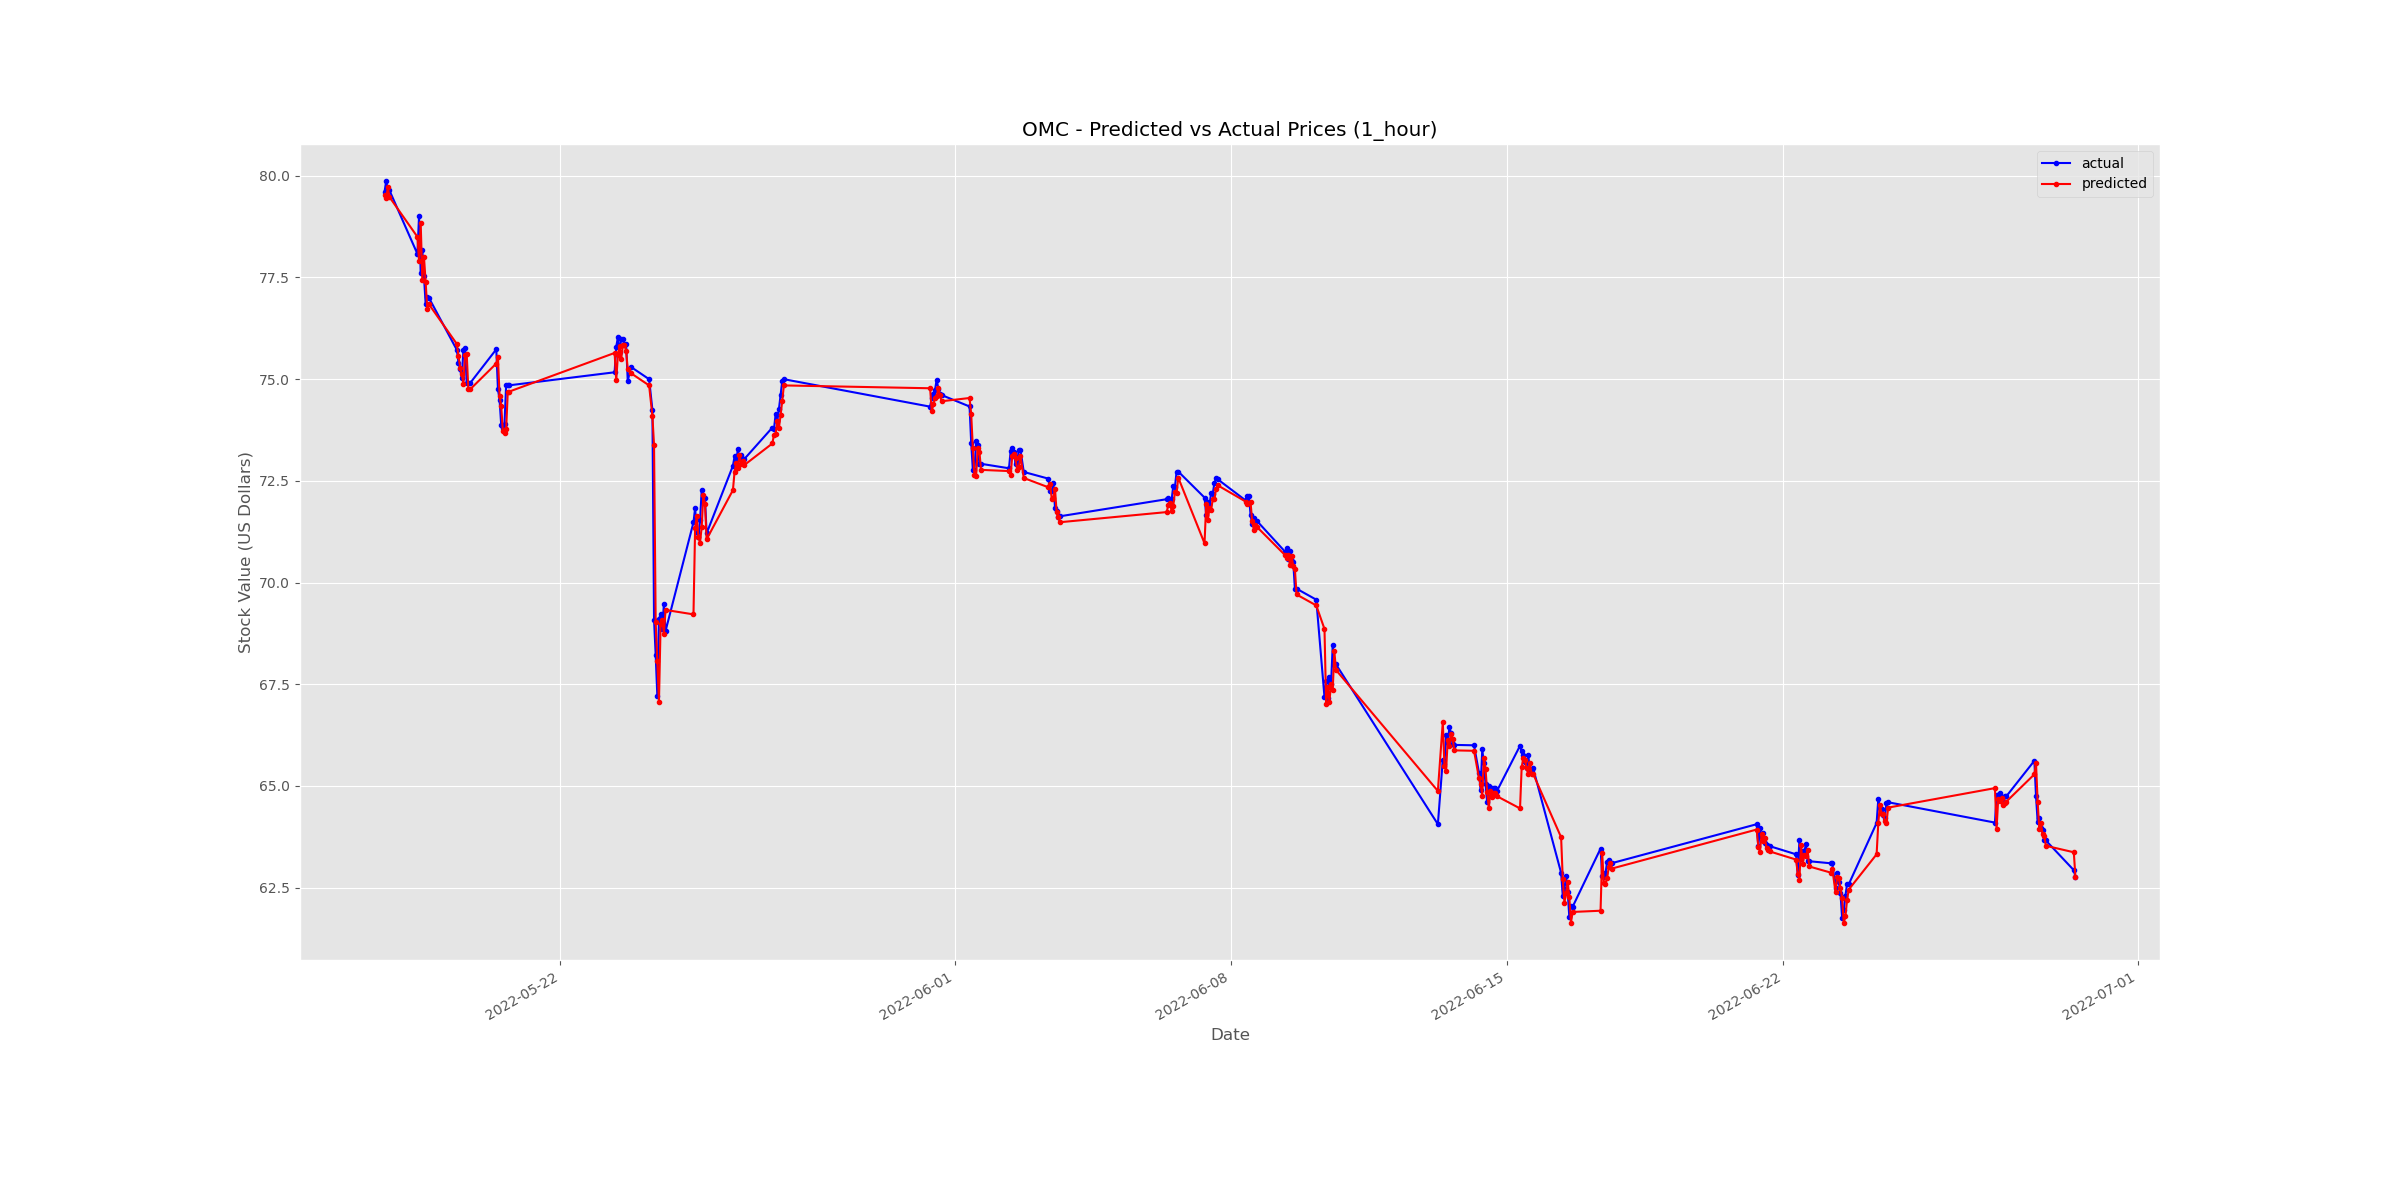 OMC - Predicted vs Actual Prices (1_hour)
actual
predicted
Stock Value (US Dollars)
80.0
77.5
75.0
72.5
70.0
67.5
65.0
62.5
2022-05-22
2022-06-01
2022-06-08
2022-06-15
2022-06-22
2022-07-01
Date